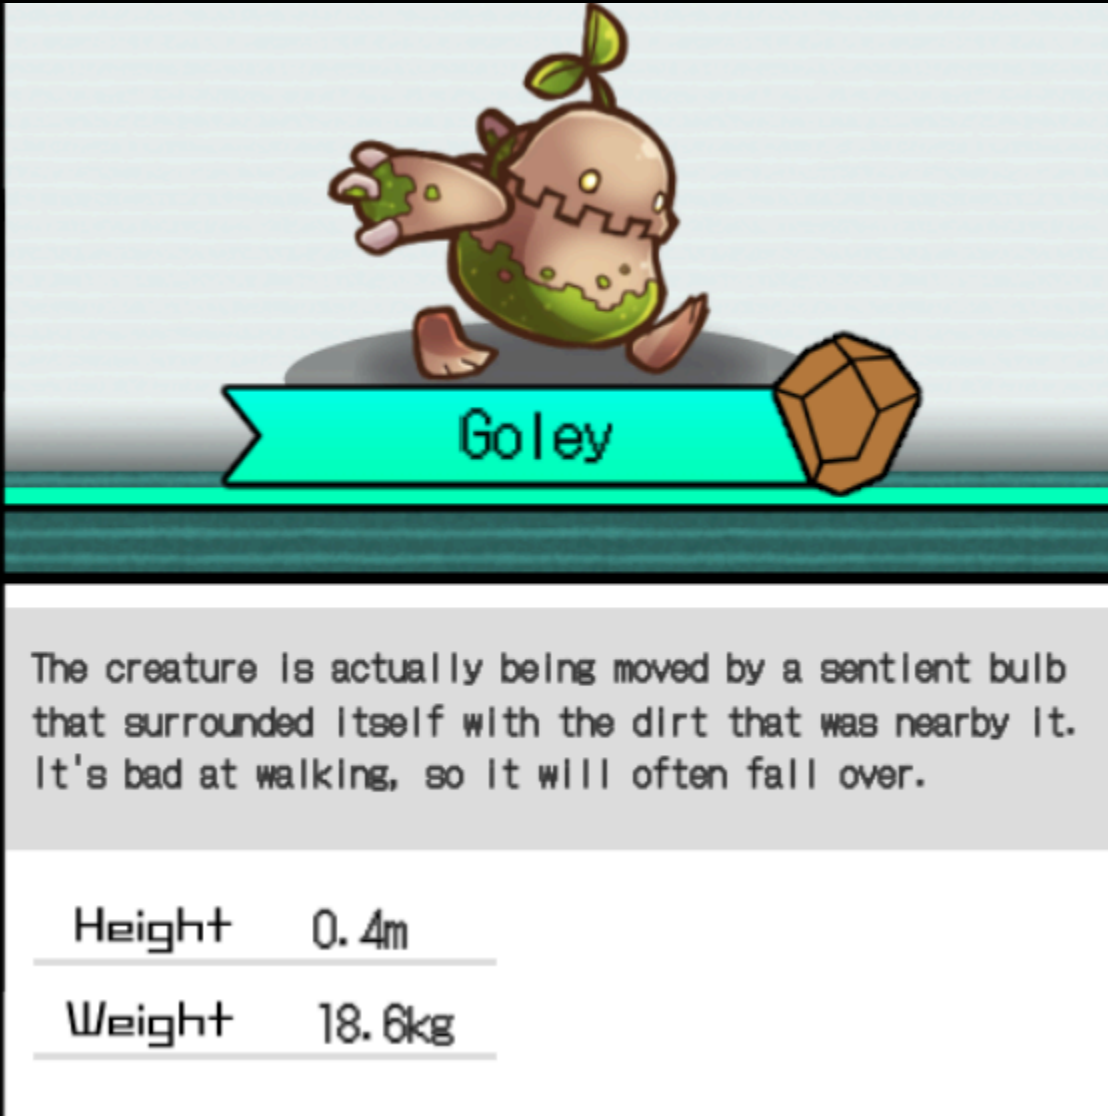 Goley
The creature is actually being moved by a sentient bulb
that surrounded itself with the dirt that was nearby it.
It's bad at walking, so it will often fall over.
Height 0.4m
Weight 18.6kg